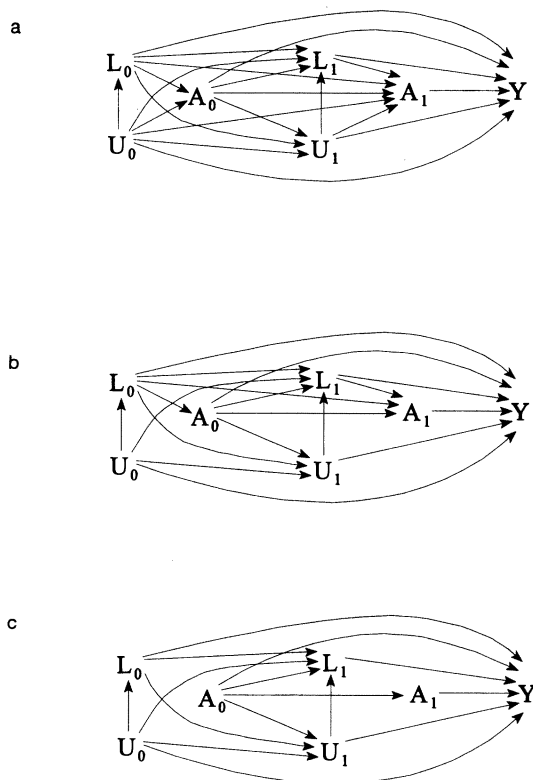 a
L₀ L₁
A₀ A₁ Y
U₀ U₁
b
L₀ L₁
A₀ A₁ Y
U₀ U₁
c
L₀ L₁
A₀ A₁ Y
U₀ U₁